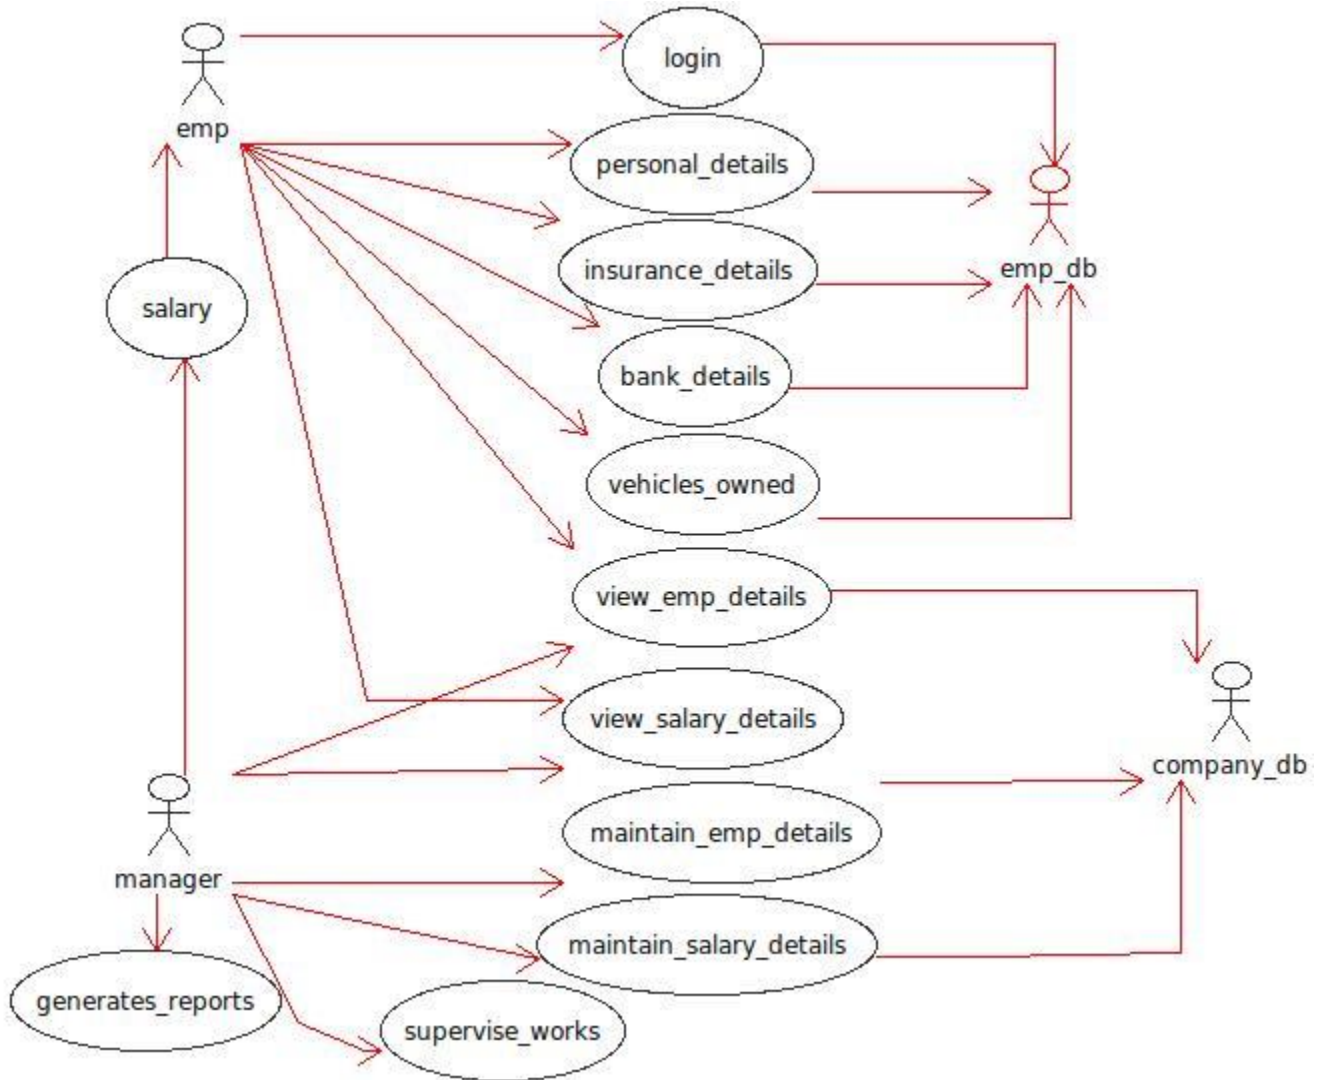 login
emp
personal_details
insurance_details
emp_db
salary
bank_details
vehicles_owned
view_emp_details
view_salary_details
company_db
maintain_emp_details
manager
maintain_salary_details
generates_reports
supervise_works